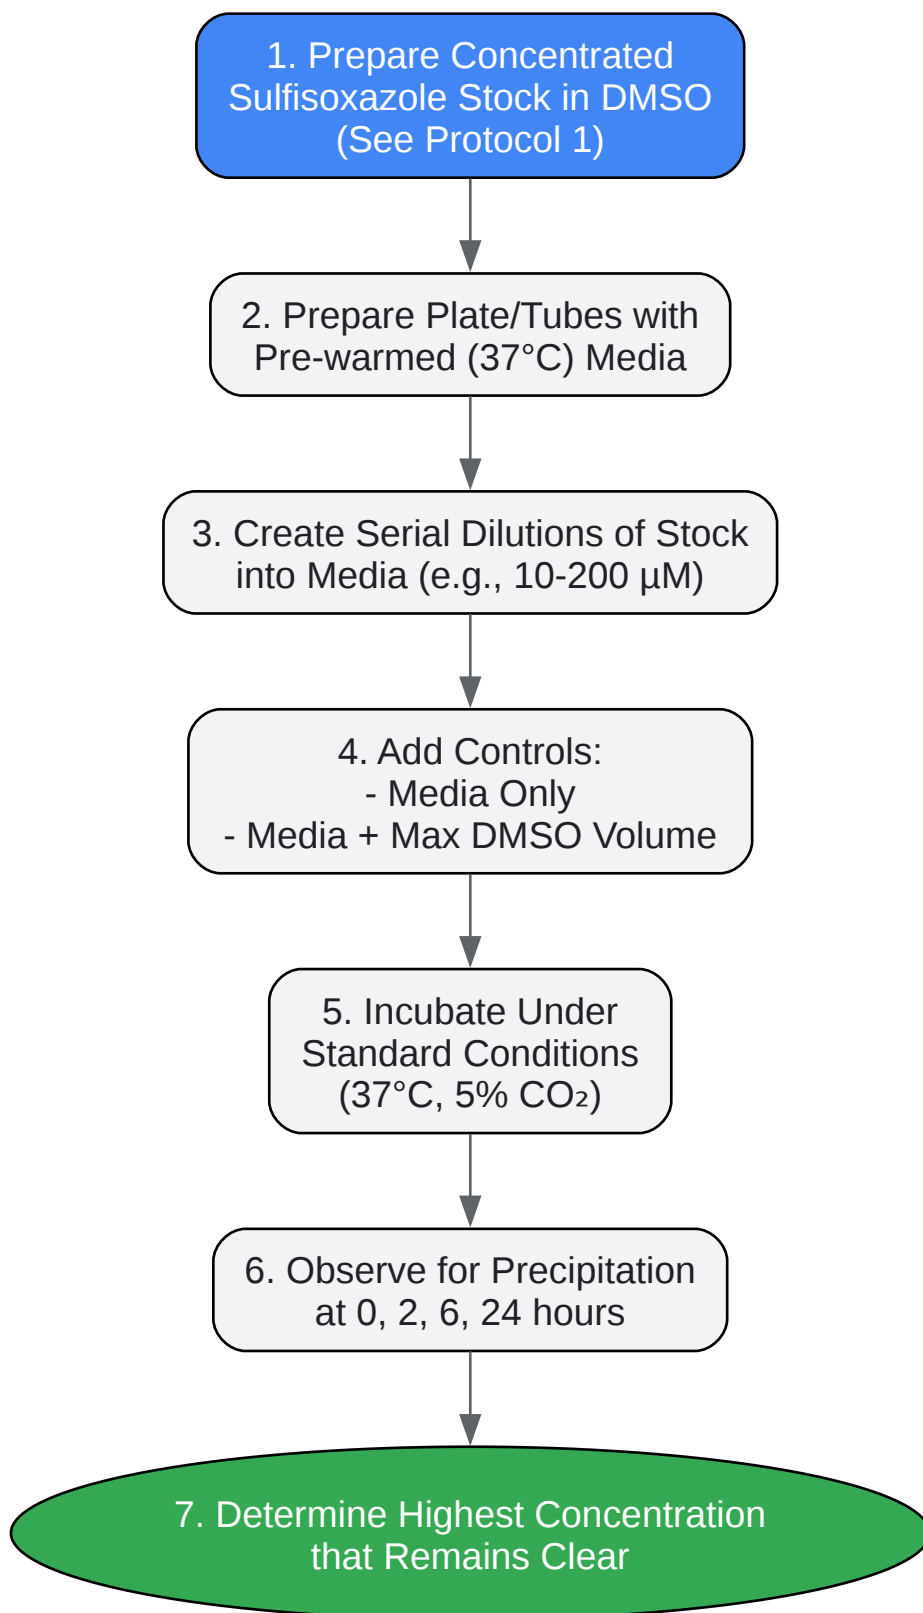 1. Prepare Concentrated
Sulfisoxazole Stock in DMSO
(See Protocol 1)
2. Prepare Plate/Tubes with
Pre-warmed (37°C) Media
3. Create Serial Dilutions of Stock
into Media (e.g., 10-200 µM)
4. Add Controls:
- Media Only
- Media + Max DMSO Volume
5. Incubate Under
Standard Conditions
(37°C, 5% CO₂)
6. Observe for Precipitation
at 0, 2, 6, 24 hours
7. Determine Highest Concentration
that Remains Clear